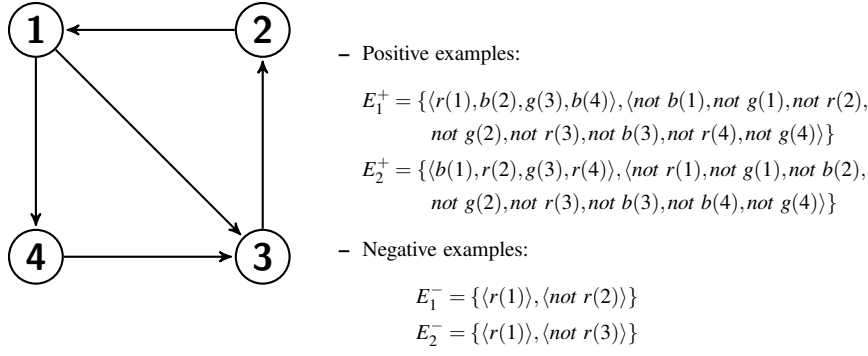 1
2
4
3
– Positive examples:
E₁⁺ = {⟨r(1),b(2),g(3),b(4)⟩,⟨not b(1),not g(1),not r(2),
not g(2),not r(3),not b(3),not r(4),not g(4)⟩}
E₂⁺ = {⟨b(1),r(2),g(3),r(4)⟩,⟨not r(1),not g(1),not b(2),
not g(2),not r(3),not b(3),not b(4),not g(4)⟩}
– Negative examples:
E₁⁻ = {⟨r(1)⟩,⟨not r(2)⟩}
E₂⁻ = {⟨r(1)⟩,⟨not r(3)⟩}